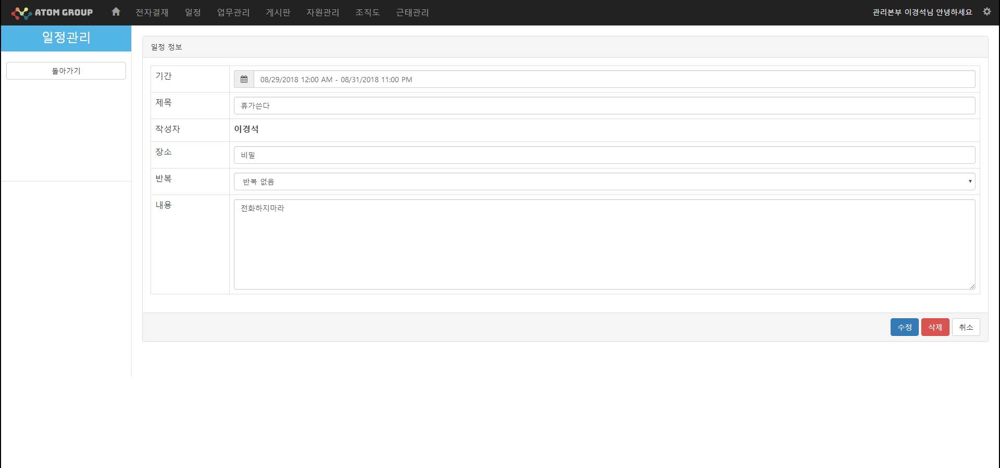 ATOM GROUP 전자결재 일정 업무관리 게시판 자원관리 조직도 근태관리 관리본부 이경석님 안녕하세요
일정관리
돌아가기
일정 정보
기간 08/29/2018 12:00 AM - 08/31/2018 11:00 PM
제목 휴가쓴다
작성자 이경석
장소 비밀
반복 반복 없음
내용 전화하지마라
수정 삭제 취소